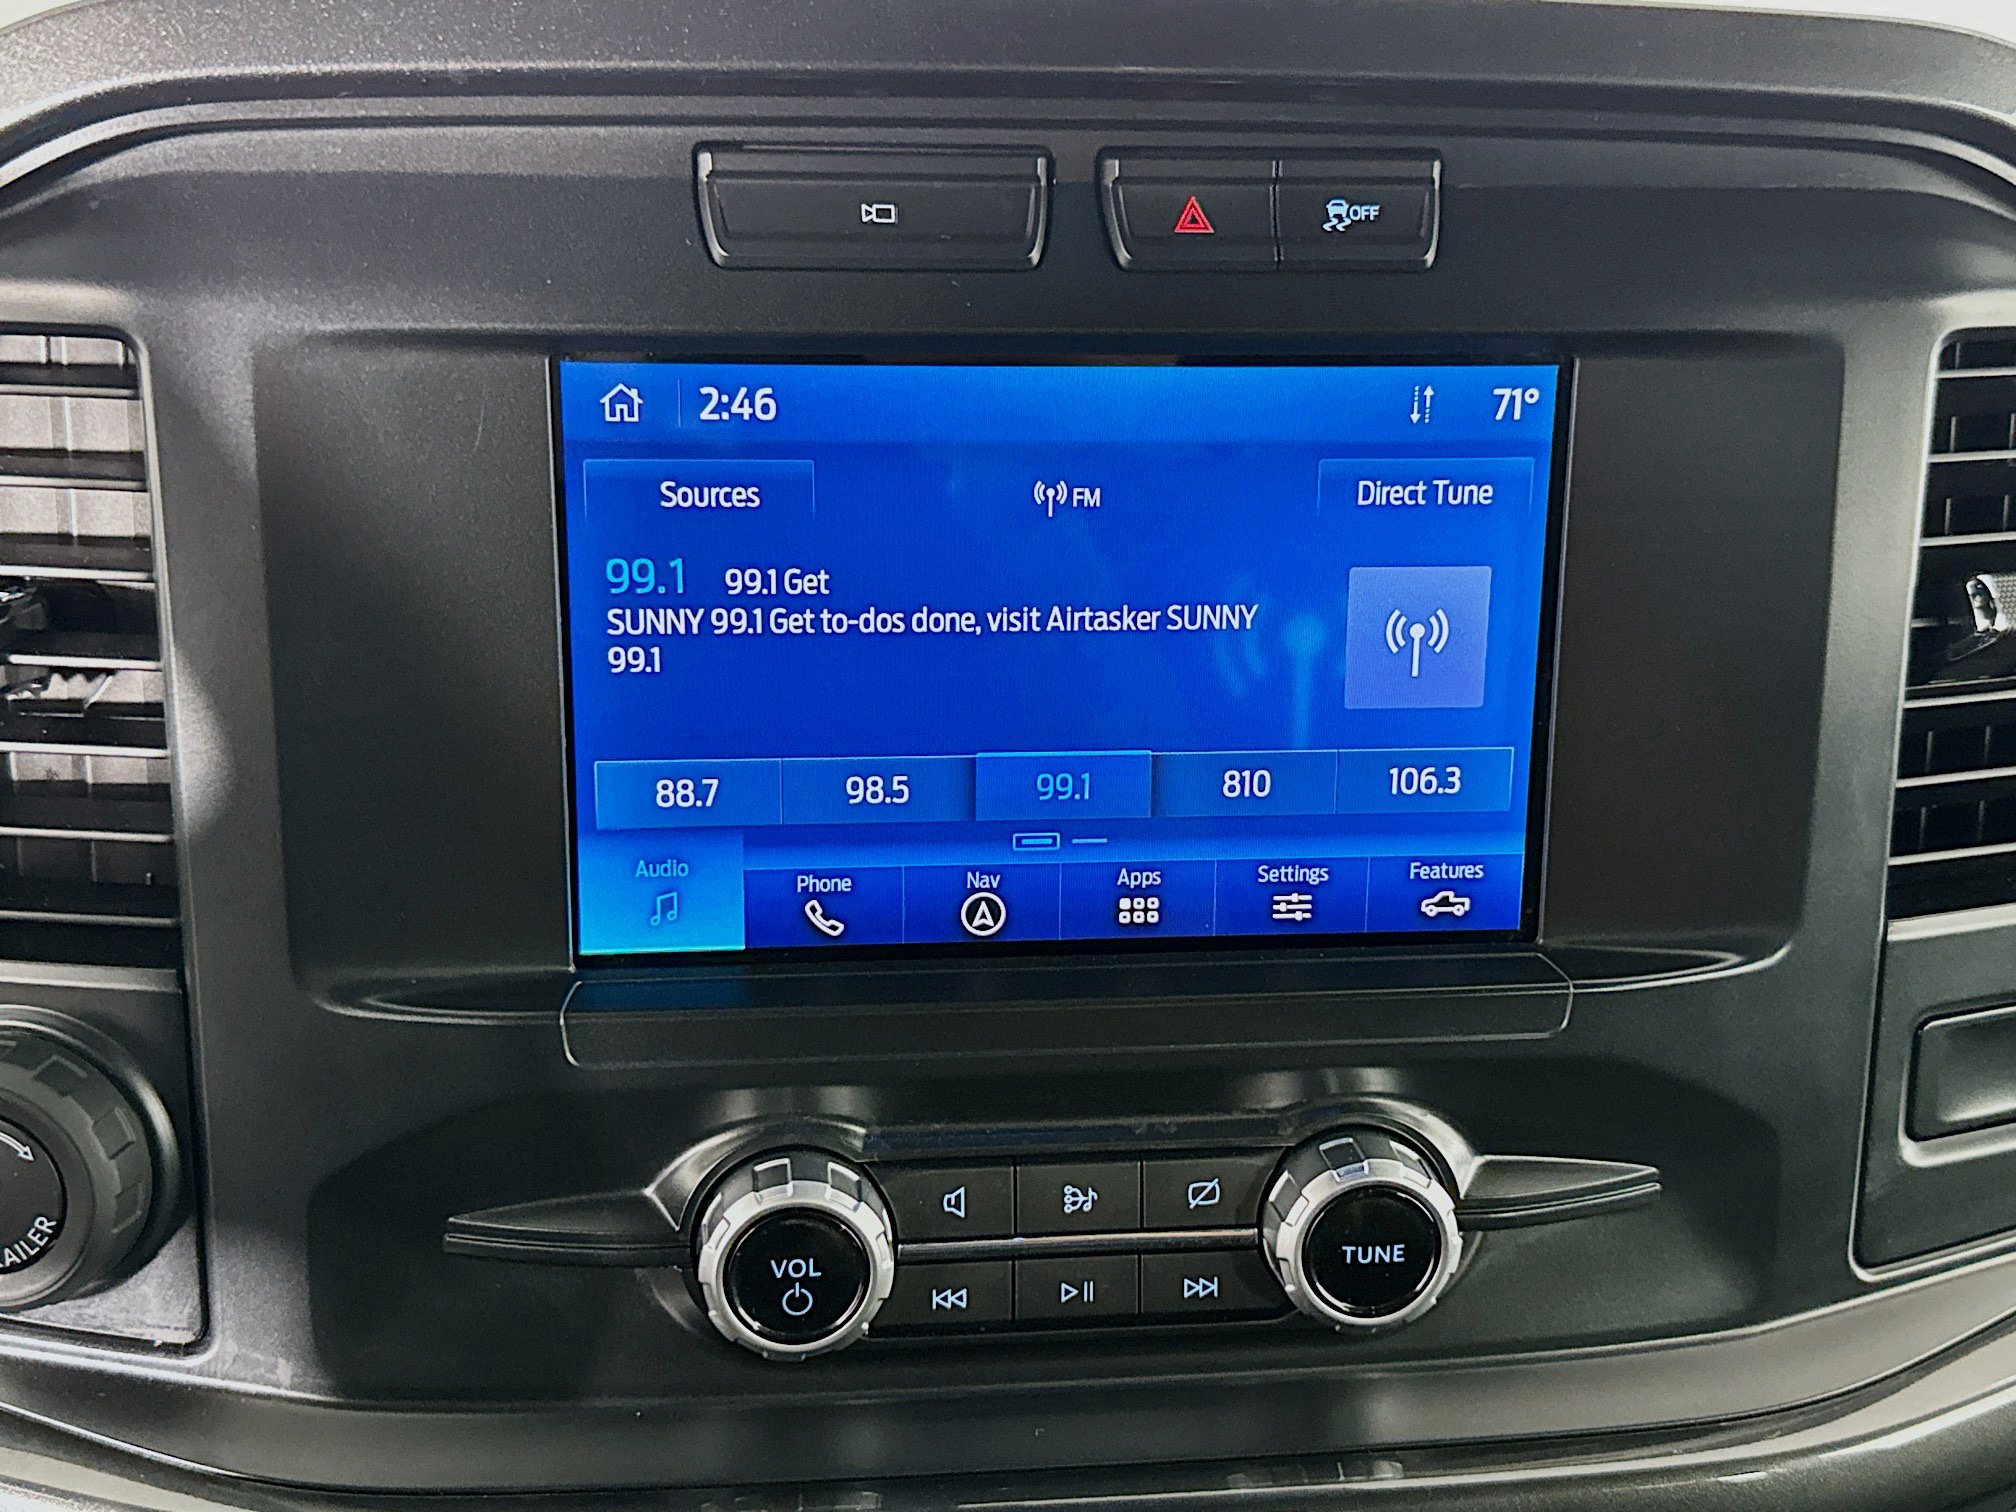 OFF
2:46
71°
Sources
FM
Direct Tune
99.1 99.1 Get
SUNNY 99.1 Get to-dos done, visit Airtasker SUNNY
99.1
88.7 98.5 99.1 810 106.3
Audio Phone Nav Apps Settings Features
VOL
TUNE